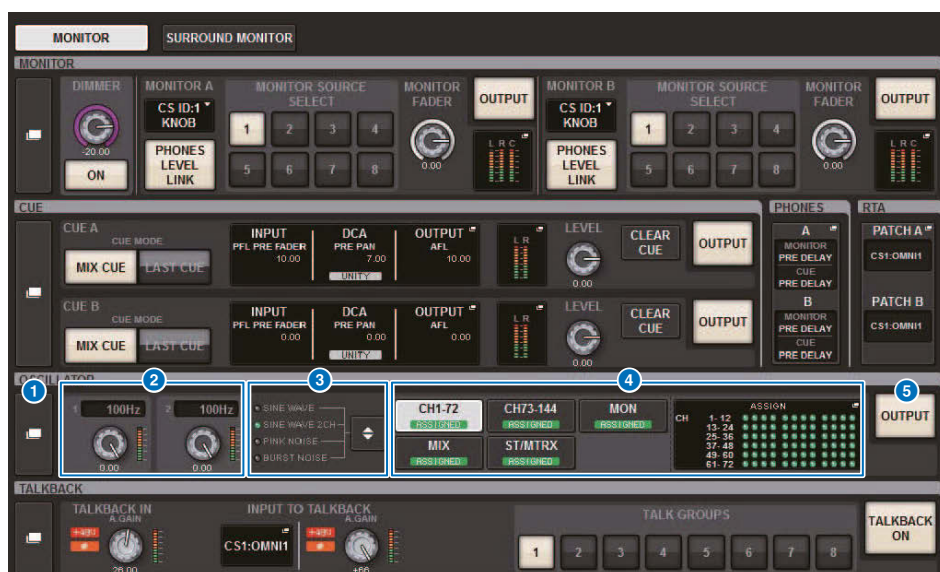 MONITOR
SURROUND MONITOR
MONITOR
DIMMER
-20.00
ON
MONITOR A
CS ID:1
KNOB
PHONES
LEVEL
LINK
MONITOR SOURCE
SELECT
1 2 3 4
5 6 7 8
MONITOR
FADER
0.00
OUTPUT
L R C
MONITOR B
CS ID:1
KNOB
PHONES
LEVEL
LINK
MONITOR SOURCE
SELECT
1 2 3 4
5 6 7 8
MONITOR
FADER
0.00
OUTPUT
L R C
CUE
CUE A
CUE MODE
MIX CUE
LAST CUE
INPUT
PFL PRE FADER
10.00
DCA
PRE PAN
7.00
UNITY
OUTPUT
AFL
10.00
L R
LEVEL
0.00
CLEAR
CUE
OUTPUT
CUE B
CUE MODE
MIX CUE
LAST CUE
INPUT
PFL PRE FADER
0.00
DCA
PRE PAN
0.00
UNITY
OUTPUT
AFL
0.00
L R
LEVEL
0.00
CLEAR
CUE
OUTPUT
PHONES
A
MONITOR
PRE DELAY
CUE
PRE DELAY
B
MONITOR
PRE DELAY
CUE
PRE DELAY
RTA
PATCH A
CS1:OMNI1
PATCH B
CS1:OMNI1
OSCILLATOR
1
2
1 100Hz
0.00
2 100Hz
0.00
3
SINE WAVE
SINE WAVE 2CH
PINK NOISE
BURST NOISE
4
CH1-72
ASSIGNED
CH73-144
ASSIGNED
MON
ASSIGNED
MIX
ASSIGNED
ST/MTRX
ASSIGNED
ASSIGN
CH 1-12
13-24
25-36
37-48
49-60
61-72
5
OUTPUT
TALKBACK
TALKBACK IN
A.GAIN
+48V
26.00
INPUT TO TALKBACK
A.GAIN
CS1:OMNI1
+48V
+66
TALK GROUPS
1 2 3 4 5 6 7 8
TALKBACK
ON